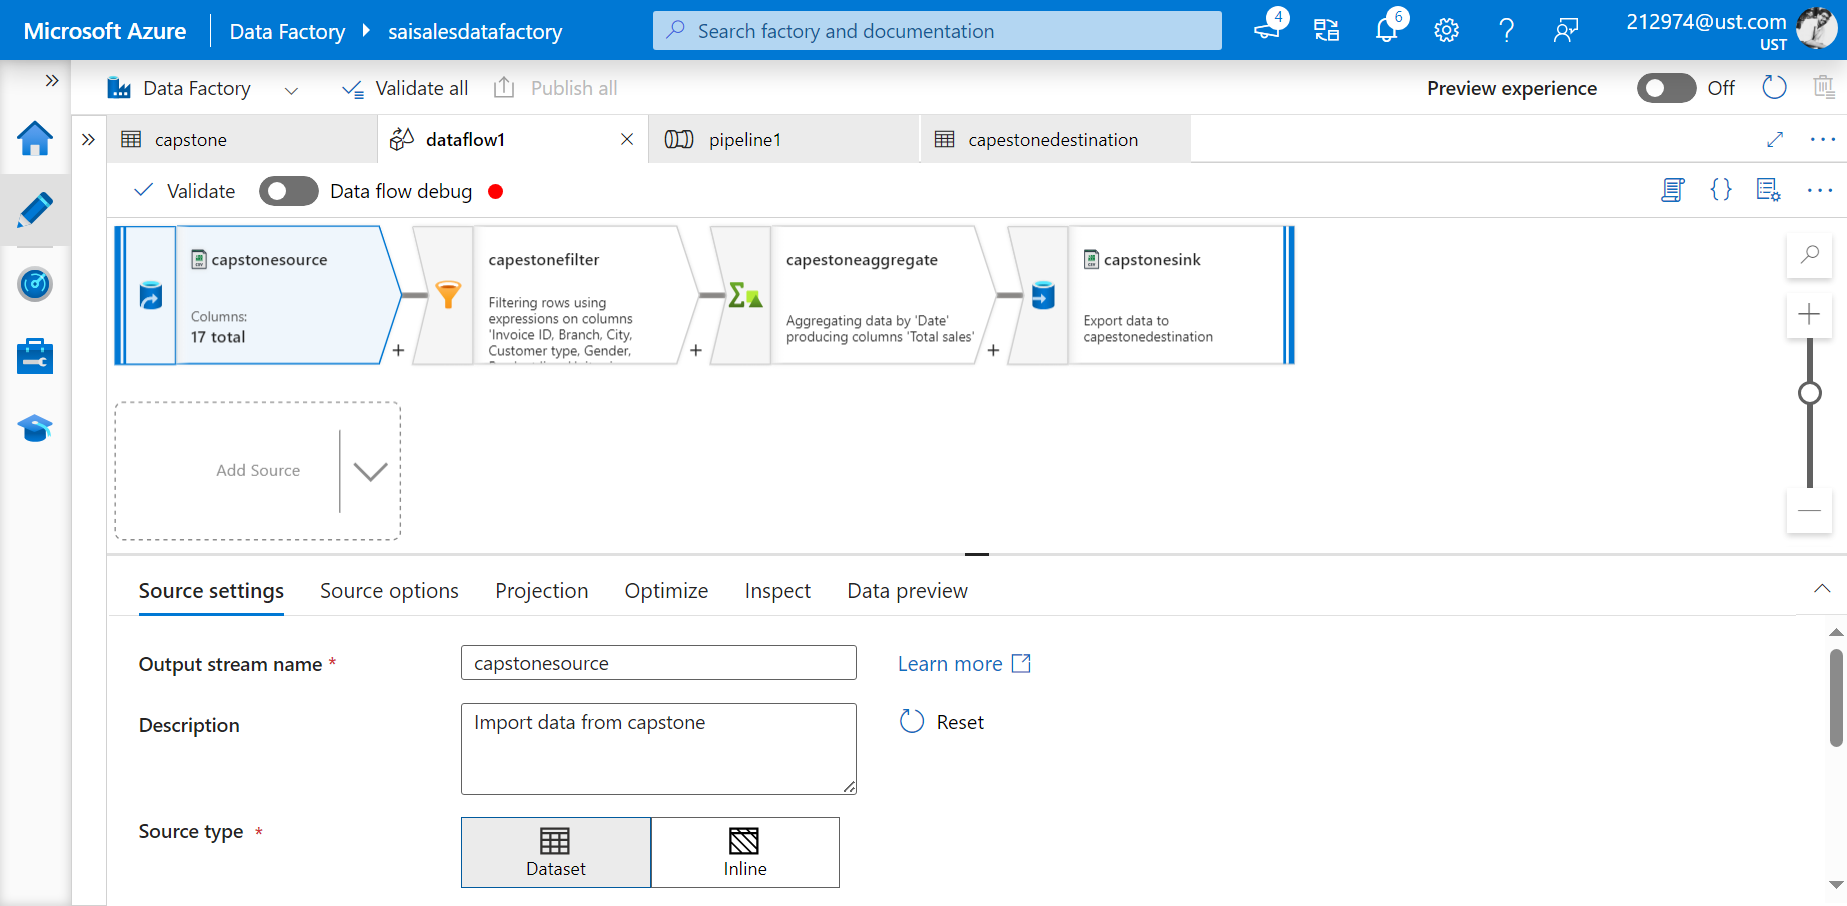 Microsoft Azure
Data Factory
saisalesdatafactory
Search factory and documentation
4
6
212974@ust.com
UST
Data Factory
Validate all
Publish all
Preview experience
Off
capstone
dataflow1
pipeline1
capestonedestination
Validate
Data flow debug
capstonesource
Columns:
17 total
capestonefilter
Filtering rows using
expressions on columns
'Invoice ID, Branch, City,
Customer type, Gender,
capestoneaggregate
Aggregating data by 'Date'
producing columns 'Total sales'
capstonesink
Export data to
capestonedestination
Add Source
Source settings
Source options
Projection
Optimize
Inspect
Data preview
Output stream name *
capstonesource
Learn more
Description
Import data from capstone
Reset
Source type *
Dataset
Inline